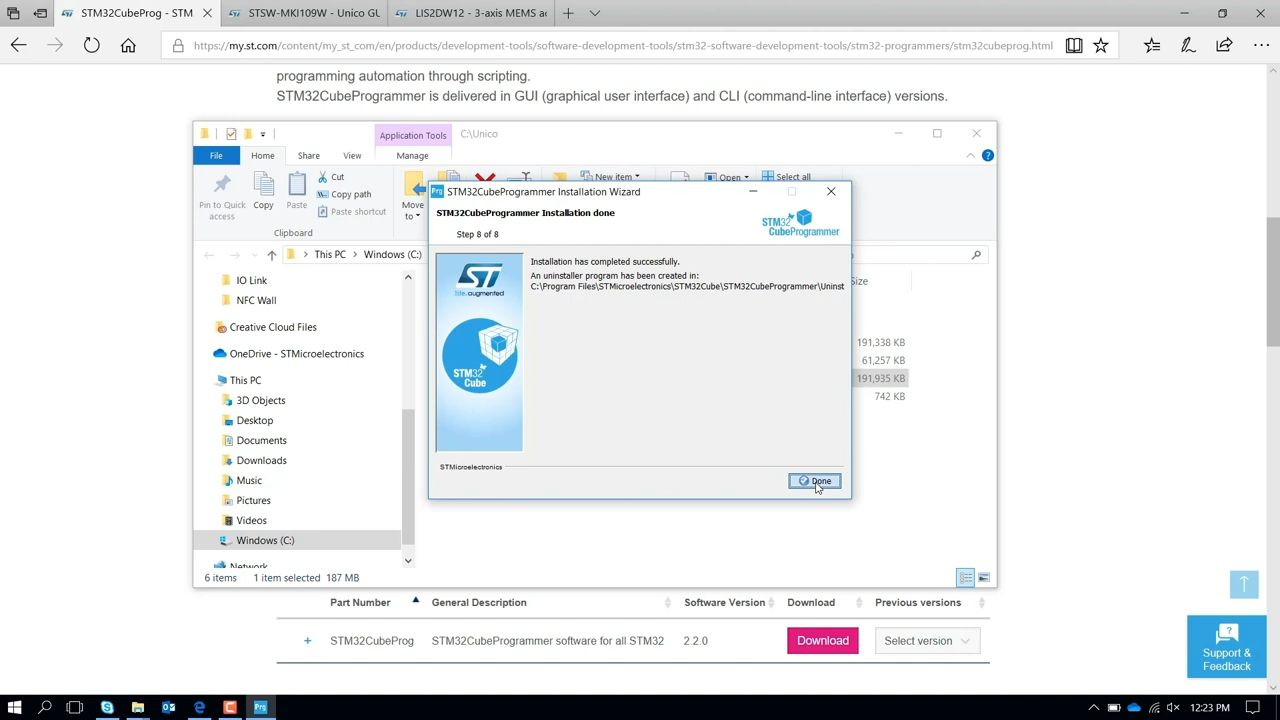 STM32CubeProg - STM
STSW-MKI109W - Unico GU
LIS2DW12 - 3-axis MEMS ac
https://my.st.com/content/my_st_com/en/products/development-tools/software-development-tools/stm32-software-development-tools/stm32-programmers/stm32cubeprog.html
programming automation through scripting.
STM32CubeProgrammer is delivered in GUI (graphical user interface) and CLI (command-line interface) versions.
Application Tools
C:\Unico
File
Home
Share
View
Manage
Pin to Quick
access
Copy
Paste
Cut
Copy path
Paste shortcut
Clipboard
Move
to
New item
Open
Select all
This PC
Windows (C:)
Size
IO Link
NFC Wall
Creative Cloud Files
OneDrive - STMicroelectronics
This PC
3D Objects
Desktop
Documents
Downloads
Music
Pictures
Videos
Windows (C:)
Network
191,338 KB
61,257 KB
191,935 KB
742 KB
6 items
1 item selected 187 MB
Prg
STM32CubeProgrammer Installation Wizard
STM32CubeProgrammer Installation done
Step 8 of 8
STM32
CubeProgrammer
ST
life.augmented
STM32
Cube
Installation has completed successfully.
An uninstaller program has been created in:
C:\Program Files\STMicroelectronics\STM32Cube\STM32CubeProgrammer\Uninst
STMicroelectronics
Done
Part Number
General Description
Software Version
Download
Previous versions
+
STM32CubeProg
STM32CubeProgrammer software for all STM32
2.2.0
Download
Select version
Support &
Feedback
Prg
12:23 PM